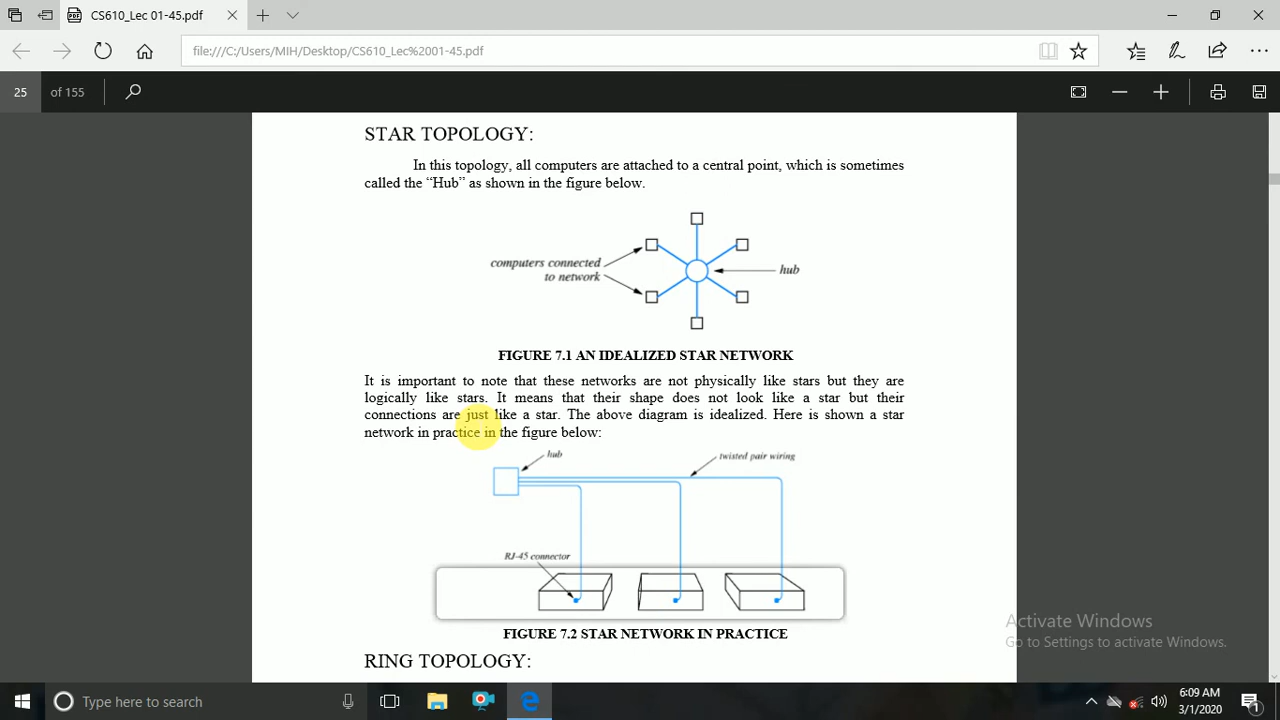 CS610_Lec 01-45.pdf
file:///C:/Users/MIH/Desktop/CS610_Lec%2001-45.pdf
25 of 155
STAR TOPOLOGY:
In this topology, all computers are attached to a central point, which is sometimes
called the “Hub” as shown in the figure below.
computers connected
to network
hub
FIGURE 7.1 AN IDEALIZED STAR NETWORK
It is important to note that these networks are not physically like stars but they are
logically like stars. It means that their shape does not look like a star but their
connections are just like a star. The above diagram is idealized. Here is shown a star
network in practice in the figure below:
hub
twisted pair wiring
RJ-45 connector
FIGURE 7.2 STAR NETWORK IN PRACTICE
RING TOPOLOGY:
Activate Windows
Go to Settings to activate Windows.
Type here to search
6:09 AM
3/1/2020
1